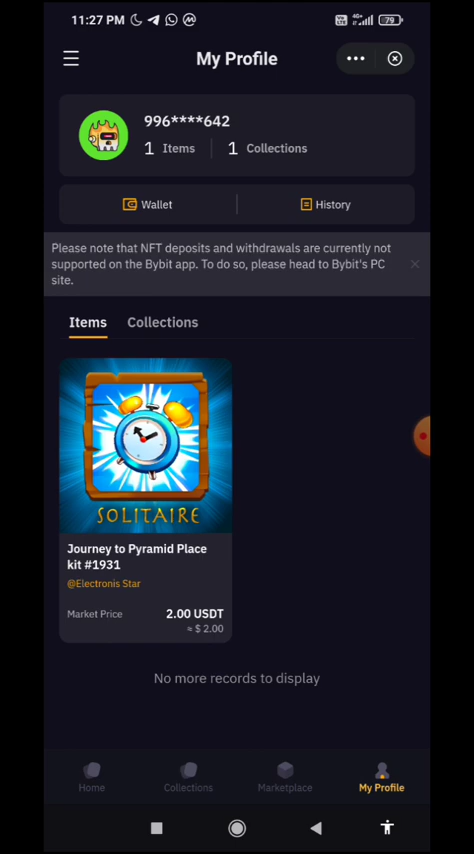 11:27 PM
79
My Profile
996****642
1 Items 1 Collections
Wallet History
Please note that NFT deposits and withdrawals are currently not
supported on the Bybit app. To do so, please head to Bybit's PC
site.
Items Collections
SOLITAIRE
Journey to Pyramid Place
kit #1931
@Electronis Star
Market Price 2.00 USDT
≈ $ 2.00
No more records to display
Home Collections Marketplace My Profile